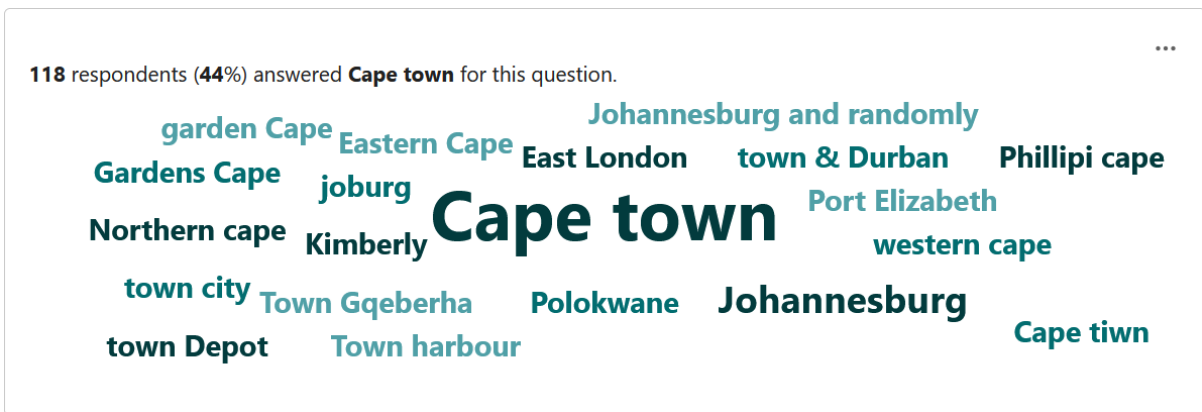 ...
118 respondents (44%) answered Cape town for this question.
Johannesburg and randomly
garden Cape
Eastern Cape
East London
town & Durban
Phillipi cape
Gardens Cape
joburg
Cape town
Port Elizabeth
Northern cape
Kimberly
western cape
town city
Town Gqeberha
Polokwane
Johannesburg
Cape tiwn
town Depot
Town harbour